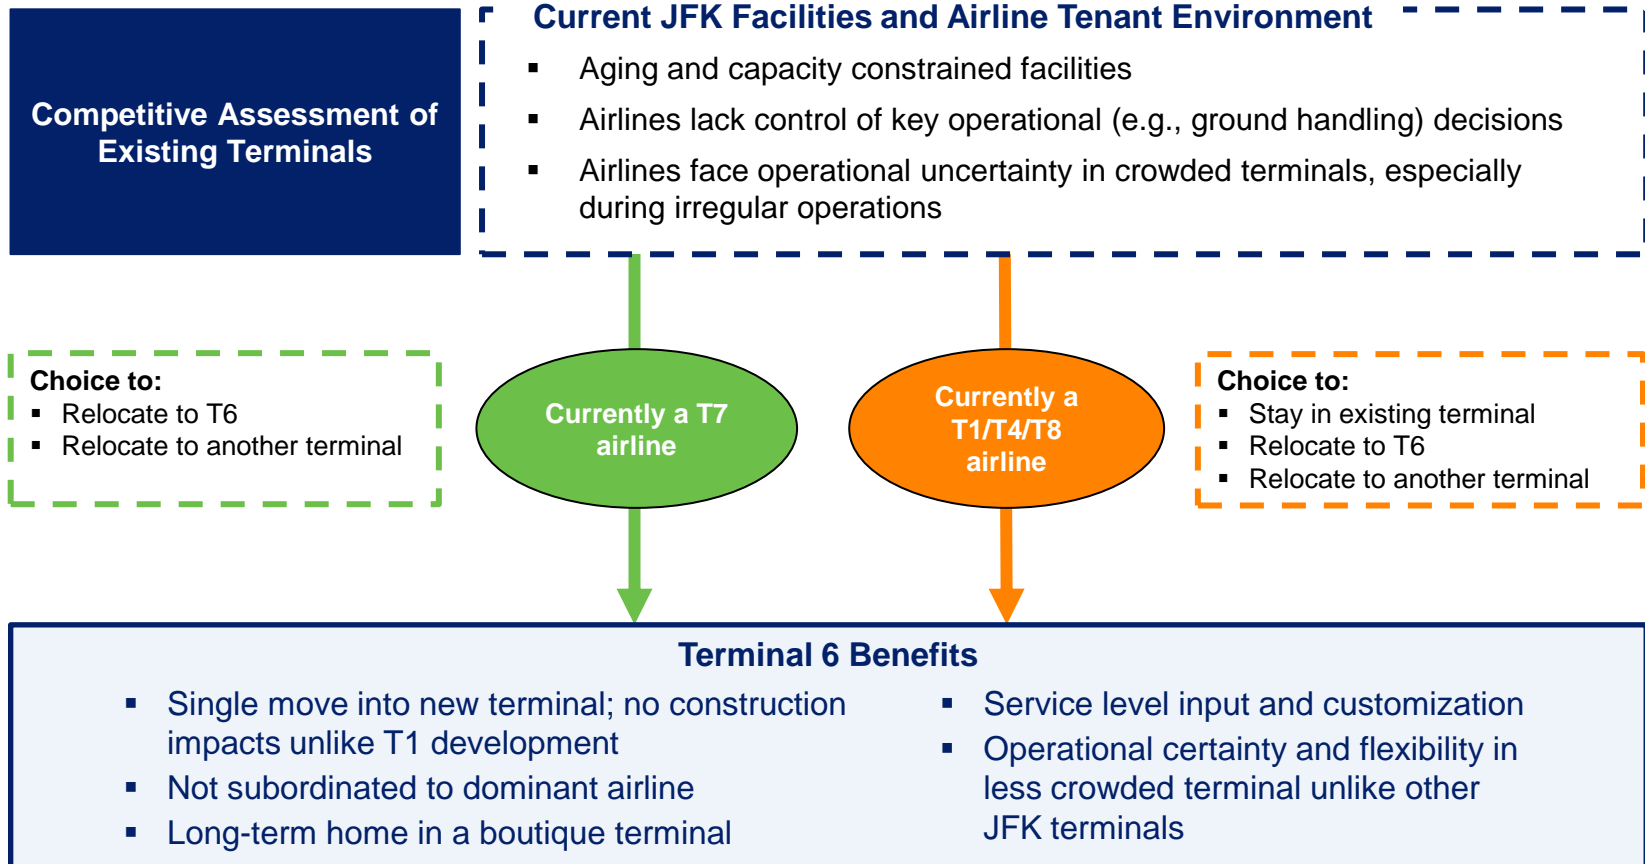 Competitive Assessment of
Existing Terminals
Current JFK Facilities and Airline Tenant Environment
▪ Aging and capacity constrained facilities
▪ Airlines lack control of key operational (e.g., ground handling) decisions
▪ Airlines face operational uncertainty in crowded terminals, especially
during irregular operations
Choice to:
▪ Relocate to T6
▪ Relocate to another terminal
Currently a T7
airline
Currently a
T1/T4/T8
airline
Choice to:
▪ Stay in existing terminal
▪ Relocate to T6
▪ Relocate to another terminal
Terminal 6 Benefits
▪ Single move into new terminal; no construction
impacts unlike T1 development
▪ Not subordinated to dominant airline
▪ Long-term home in a boutique terminal
▪ Service level input and customization
▪ Operational certainty and flexibility in
less crowded terminal unlike other
JFK terminals